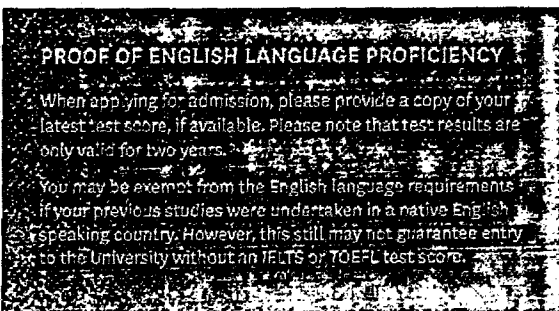 PROOF OF ENGLISH LANGUAGE PROFICIENCY
When applying for admission, please provide a copy of your
latest test score, if available. Please note that test results are
only valid for two years.
You may be exempt from the English language requirements
if your previous studies were undertaken in a native English
speaking country. However, this still may not guarantee entry
to the University without an IELTS or TOEFL test score.